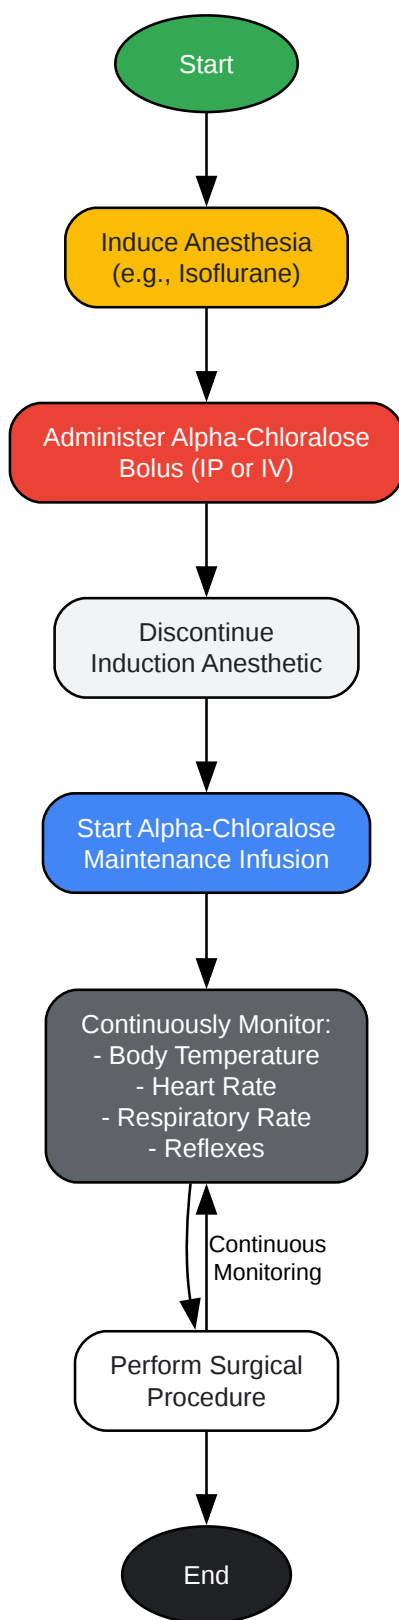 Start
Induce Anesthesia
(e.g., Isoflurane)
Administer Alpha-Chloralose
Bolus (IP or IV)
Discontinue
Induction Anesthetic
Start Alpha-Chloralose
Maintenance Infusion
Continuously Monitor:
- Body Temperature
- Heart Rate
- Respiratory Rate
- Reflexes
Continuous
Monitoring
Perform Surgical
Procedure
End